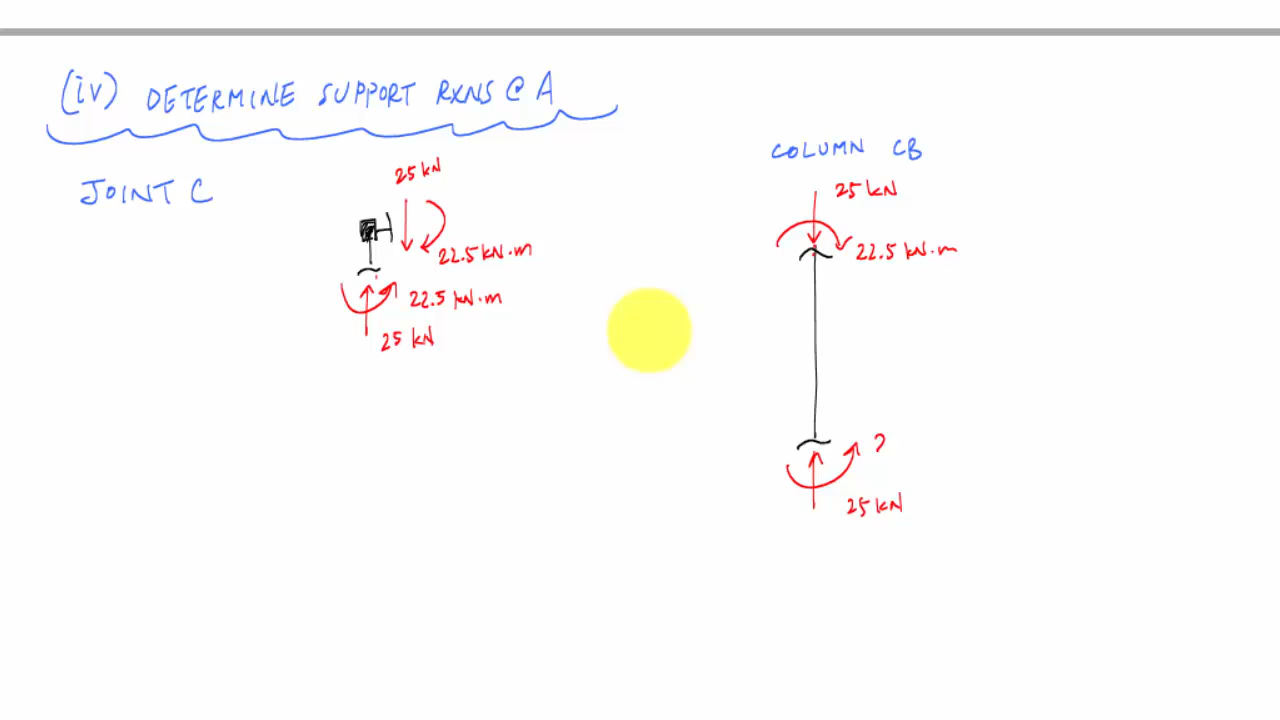 (iv) DETERMINE SUPPORT RXNS @ A
JOINT C
25 kN
22.5 kN·m
22.5 kN·m
25 kN
COLUMN CB
25 kN
22.5 kN·m
?
25 kN